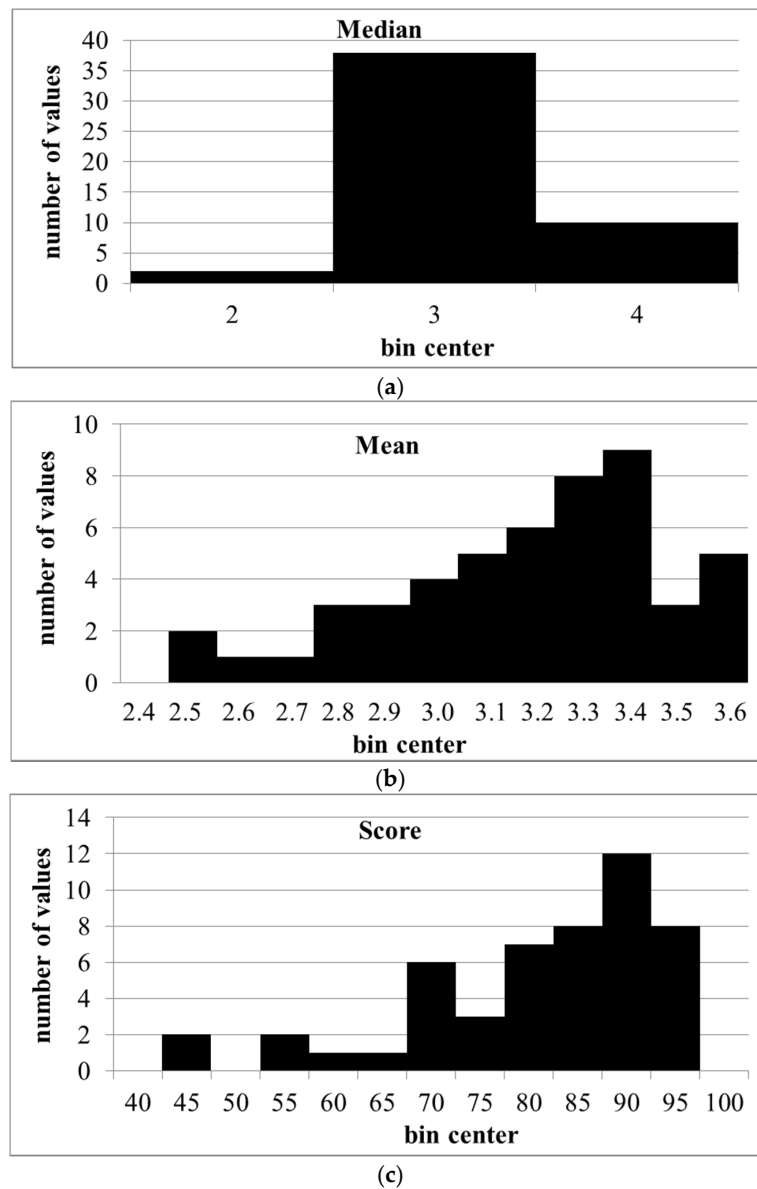 Median
number of values
40
35
30
25
20
15
10
5
0
2 3 4
bin center
(a)
Mean
number of values
10
8
6
4
2
0
2.4 2.5 2.6 2.7 2.8 2.9 3.0 3.1 3.2 3.3 3.4 3.5 3.6
bin center
(b)
Score
number of values
14
12
10
8
6
4
2
0
40 45 50 55 60 65 70 75 80 85 90 95 100
bin center
(c)